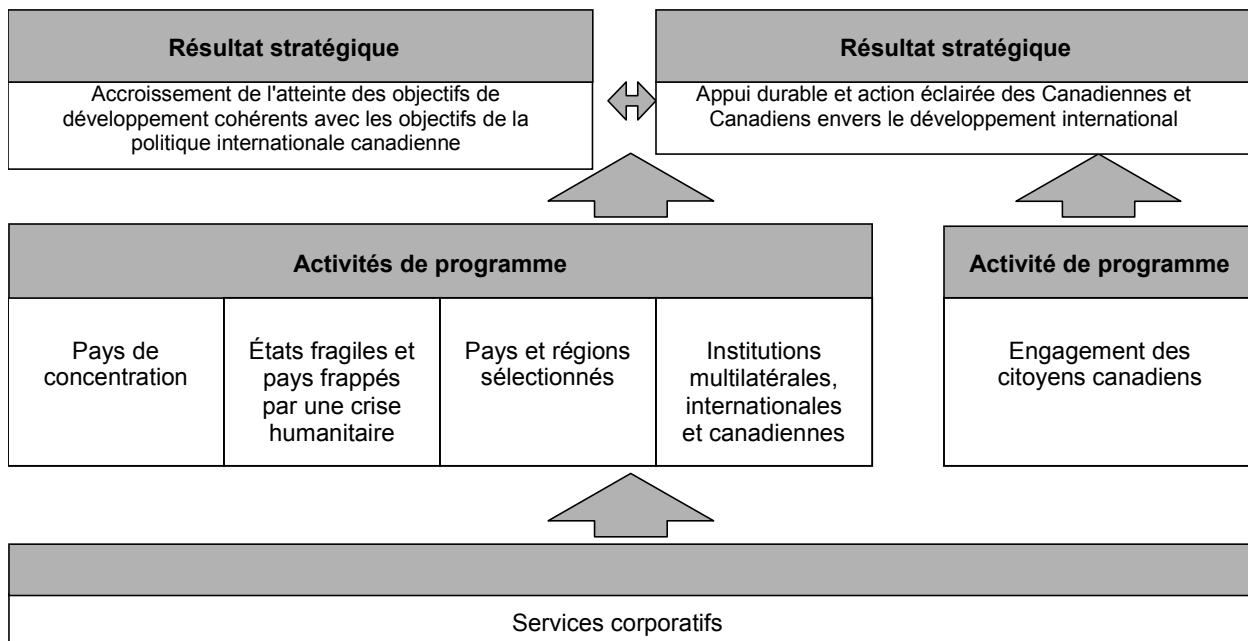 Résultat stratégique
Accroissement de l'atteinte des objectifs de
développement cohérents avec les objectifs de la
politique internationale canadienne
Résultat stratégique
Appui durable et action éclairée des Canadiennes et
Canadiens envers le développement international
Activités de programme
Pays de
concentration
États fragiles et
pays frappés
par une crise
humanitaire
Pays et régions
sélectionnés
Institutions
multilatérales,
internationales
et canadiennes
Activité de programme
Engagement des
citoyens canadiens
Services corporatifs